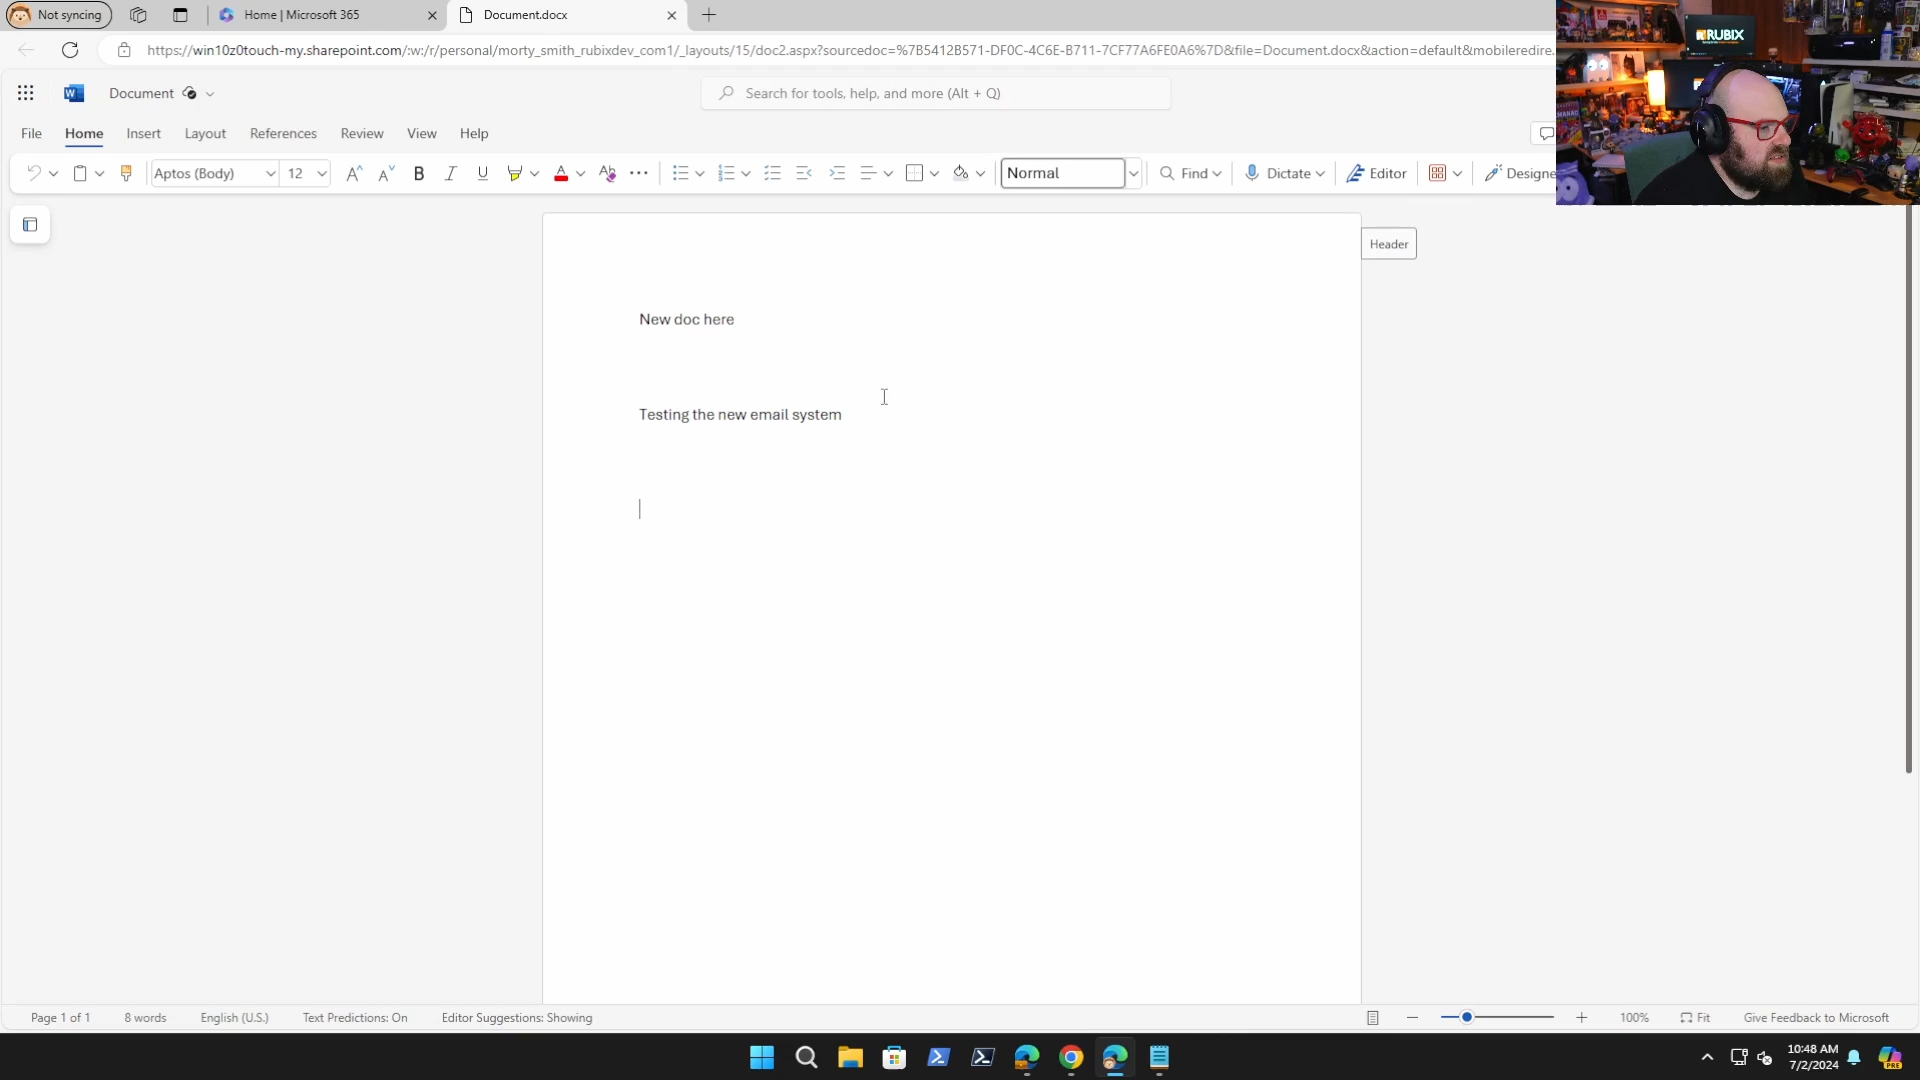 Not syncing
Home | Microsoft 365
Document.docx
https://win10z0touch-my.sharepoint.com/:w:/r/personal/morty_smith_rubixdev_com1/_layouts/15/doc2.aspx?sourcedoc=%7B5412B571-DF0C-4C6E-B711-7CF77A6FE0A6%7D&file=Document.docx&action=default&mobileredire
RUBIX
Document
Search for tools, help, and more (Alt + Q)
File Home Insert Layout References Review View Help
Aptos (Body) 12 Normal Find Dictate Editor Designe
Header
New doc here
Testing the new email system
Page 1 of 1 8 words English (U.S.) Text Predictions: On Editor Suggestions: Showing 100% Fit Give Feedback to Microsoft
10:48 AM
7/2/2024
PRE